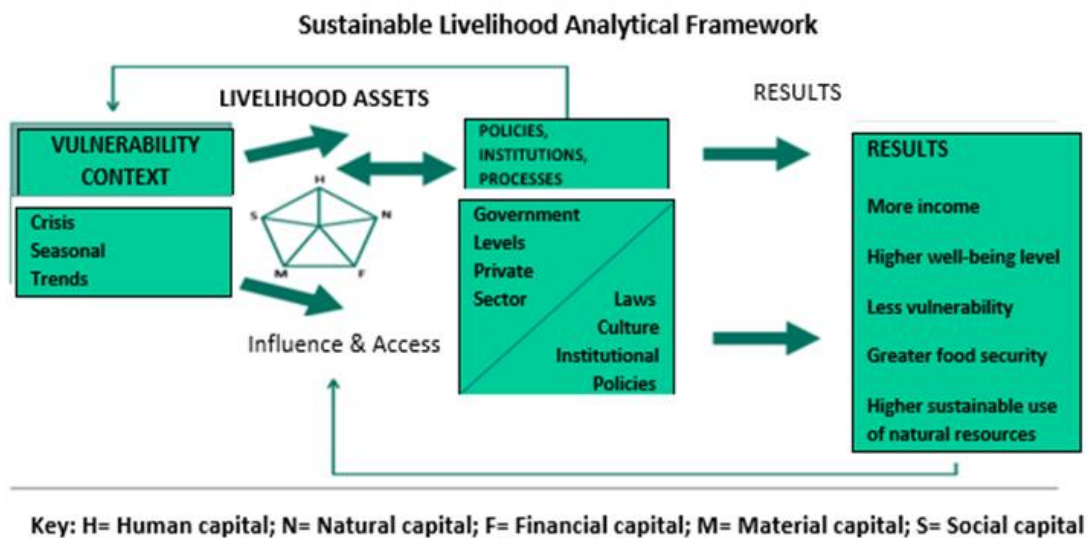 Sustainable Livelihood Analytical Framework
LIVELIHOOD ASSETS
RESULTS
VULNERABILITY
CONTEXT
Crisis
Seasonal
Trends
H
S
N
M
F
Influence & Access
POLICIES,
INSTITUTIONS,
PROCESSES
Government
Levels
Private
Sector
Laws
Culture
Institutional
Policies
RESULTS
More income
Higher well-being level
Less vulnerability
Greater food security
Higher sustainable use
of natural resources
Key: H= Human capital; N= Natural capital; F= Financial capital; M= Material capital; S= Social capital